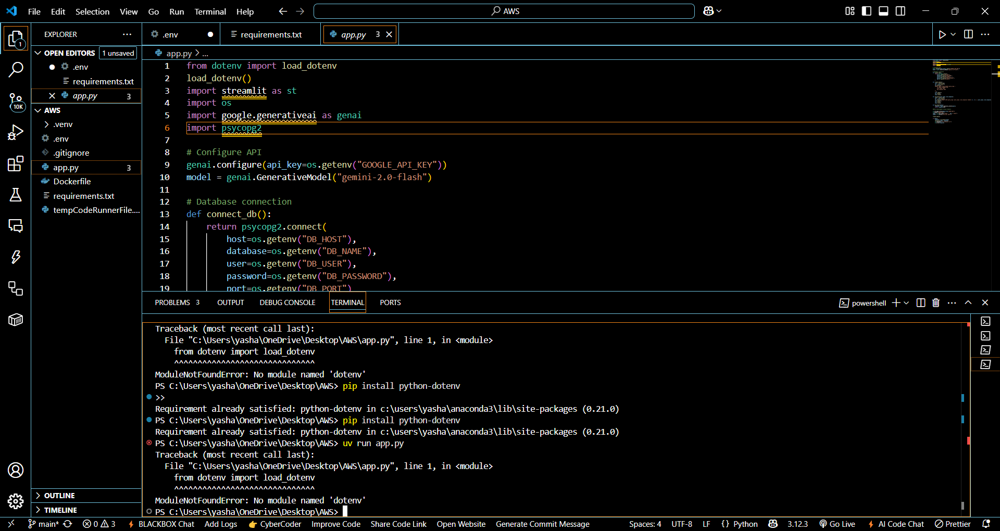 File Edit Selection View Go Run Terminal Help
AWS
EXPLORER
.env
requirements.txt
app.py 3
OPEN EDITORS 1 unsaved
.env
requirements.txt
app.py 3
AWS
.venv
.env
.gitignore
app.py 3
Dockerfile
requirements.txt
tempCodeRunnerFile....
OUTLINE
TIMELINE
1
10K
app.py > ...
1 from dotenv import load_dotenv
2 load_dotenv()
3 import streamlit as st
4 import os
5 import google.generativeai as genai
6 import psycopg2
7
8 # Configure API
9 genai.configure(api_key=os.getenv("GOOGLE_API_KEY"))
10 model = genai.GenerativeModel("gemini-2.0-flash")
11
12 # Database connection
13 def connect_db():
14 return psycopg2.connect(
15 host=os.getenv("DB_HOST"),
16 database=os.getenv("DB_NAME"),
17 user=os.getenv("DB_USER"),
18 password=os.getenv("DB_PASSWORD"),
19 port=os.getenv("DB_PORT")
PROBLEMS 3 OUTPUT DEBUG CONSOLE TERMINAL PORTS
powershell
Traceback (most recent call last):
File "C:\Users\yasha\OneDrive\Desktop\AWS\app.py", line 1, in <module>
from dotenv import load_dotenv
^^^^^^^^^^^^^^^^^^^^^^^^^^^^^^
ModuleNotFoundError: No module named 'dotenv'
PS C:\Users\yasha\OneDrive\Desktop\AWS> pip install python-dotenv
>>
Requirement already satisfied: python-dotenv in c:\users\yasha\anaconda3\lib\site-packages (0.21.0)
PS C:\Users\yasha\OneDrive\Desktop\AWS> pip install python-dotenv
Requirement already satisfied: python-dotenv in c:\users\yasha\anaconda3\lib\site-packages (0.21.0)
PS C:\Users\yasha\OneDrive\Desktop\AWS> uv run app.py
Traceback (most recent call last):
File "C:\Users\yasha\OneDrive\Desktop\AWS\app.py", line 1, in <module>
from dotenv import load_dotenv
^^^^^^^^^^^^^^^^^^^^^^^^^^^^^^
ModuleNotFoundError: No module named 'dotenv'
PS C:\Users\yasha\OneDrive\Desktop\AWS>
main* 0 3 BLACKBOX Chat Add Logs CyberCoder Improve Code Share Code Link Open Website Generate Commit Message Spaces: 4 UTF-8 LF {} Python 3.12.3 Go Live AI Code Chat Prettier